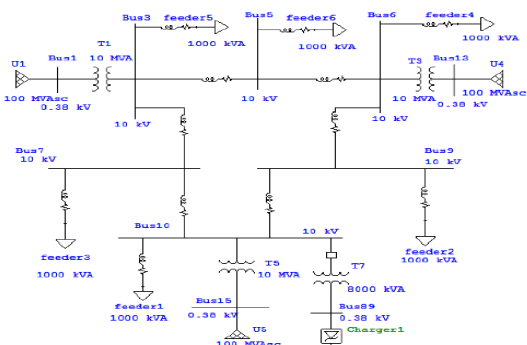 Bus3
feeder5
1000 kVA
Bus5
feeder6
1000 kVA
Bus6
feeder4
1000 kVA
U1
Bus1
T1
10 MVA
100 MVAsc
0.38 kV
10 kV
10 kV
10 kV
T3
Bus13
10 MVA
U4
100 MVAsc
0.38 kV
Bus7
10 kV
Bus9
10 kV
feeder3
1000 kVA
Bus10
10 kV
feeder2
1000 kVA
feeder1
1000 kVA
T5
10 MVA
T7
8000 kVA
Bus15
0.38 kV
Bus89
0.38 kV
Charger1
100 MVAsc